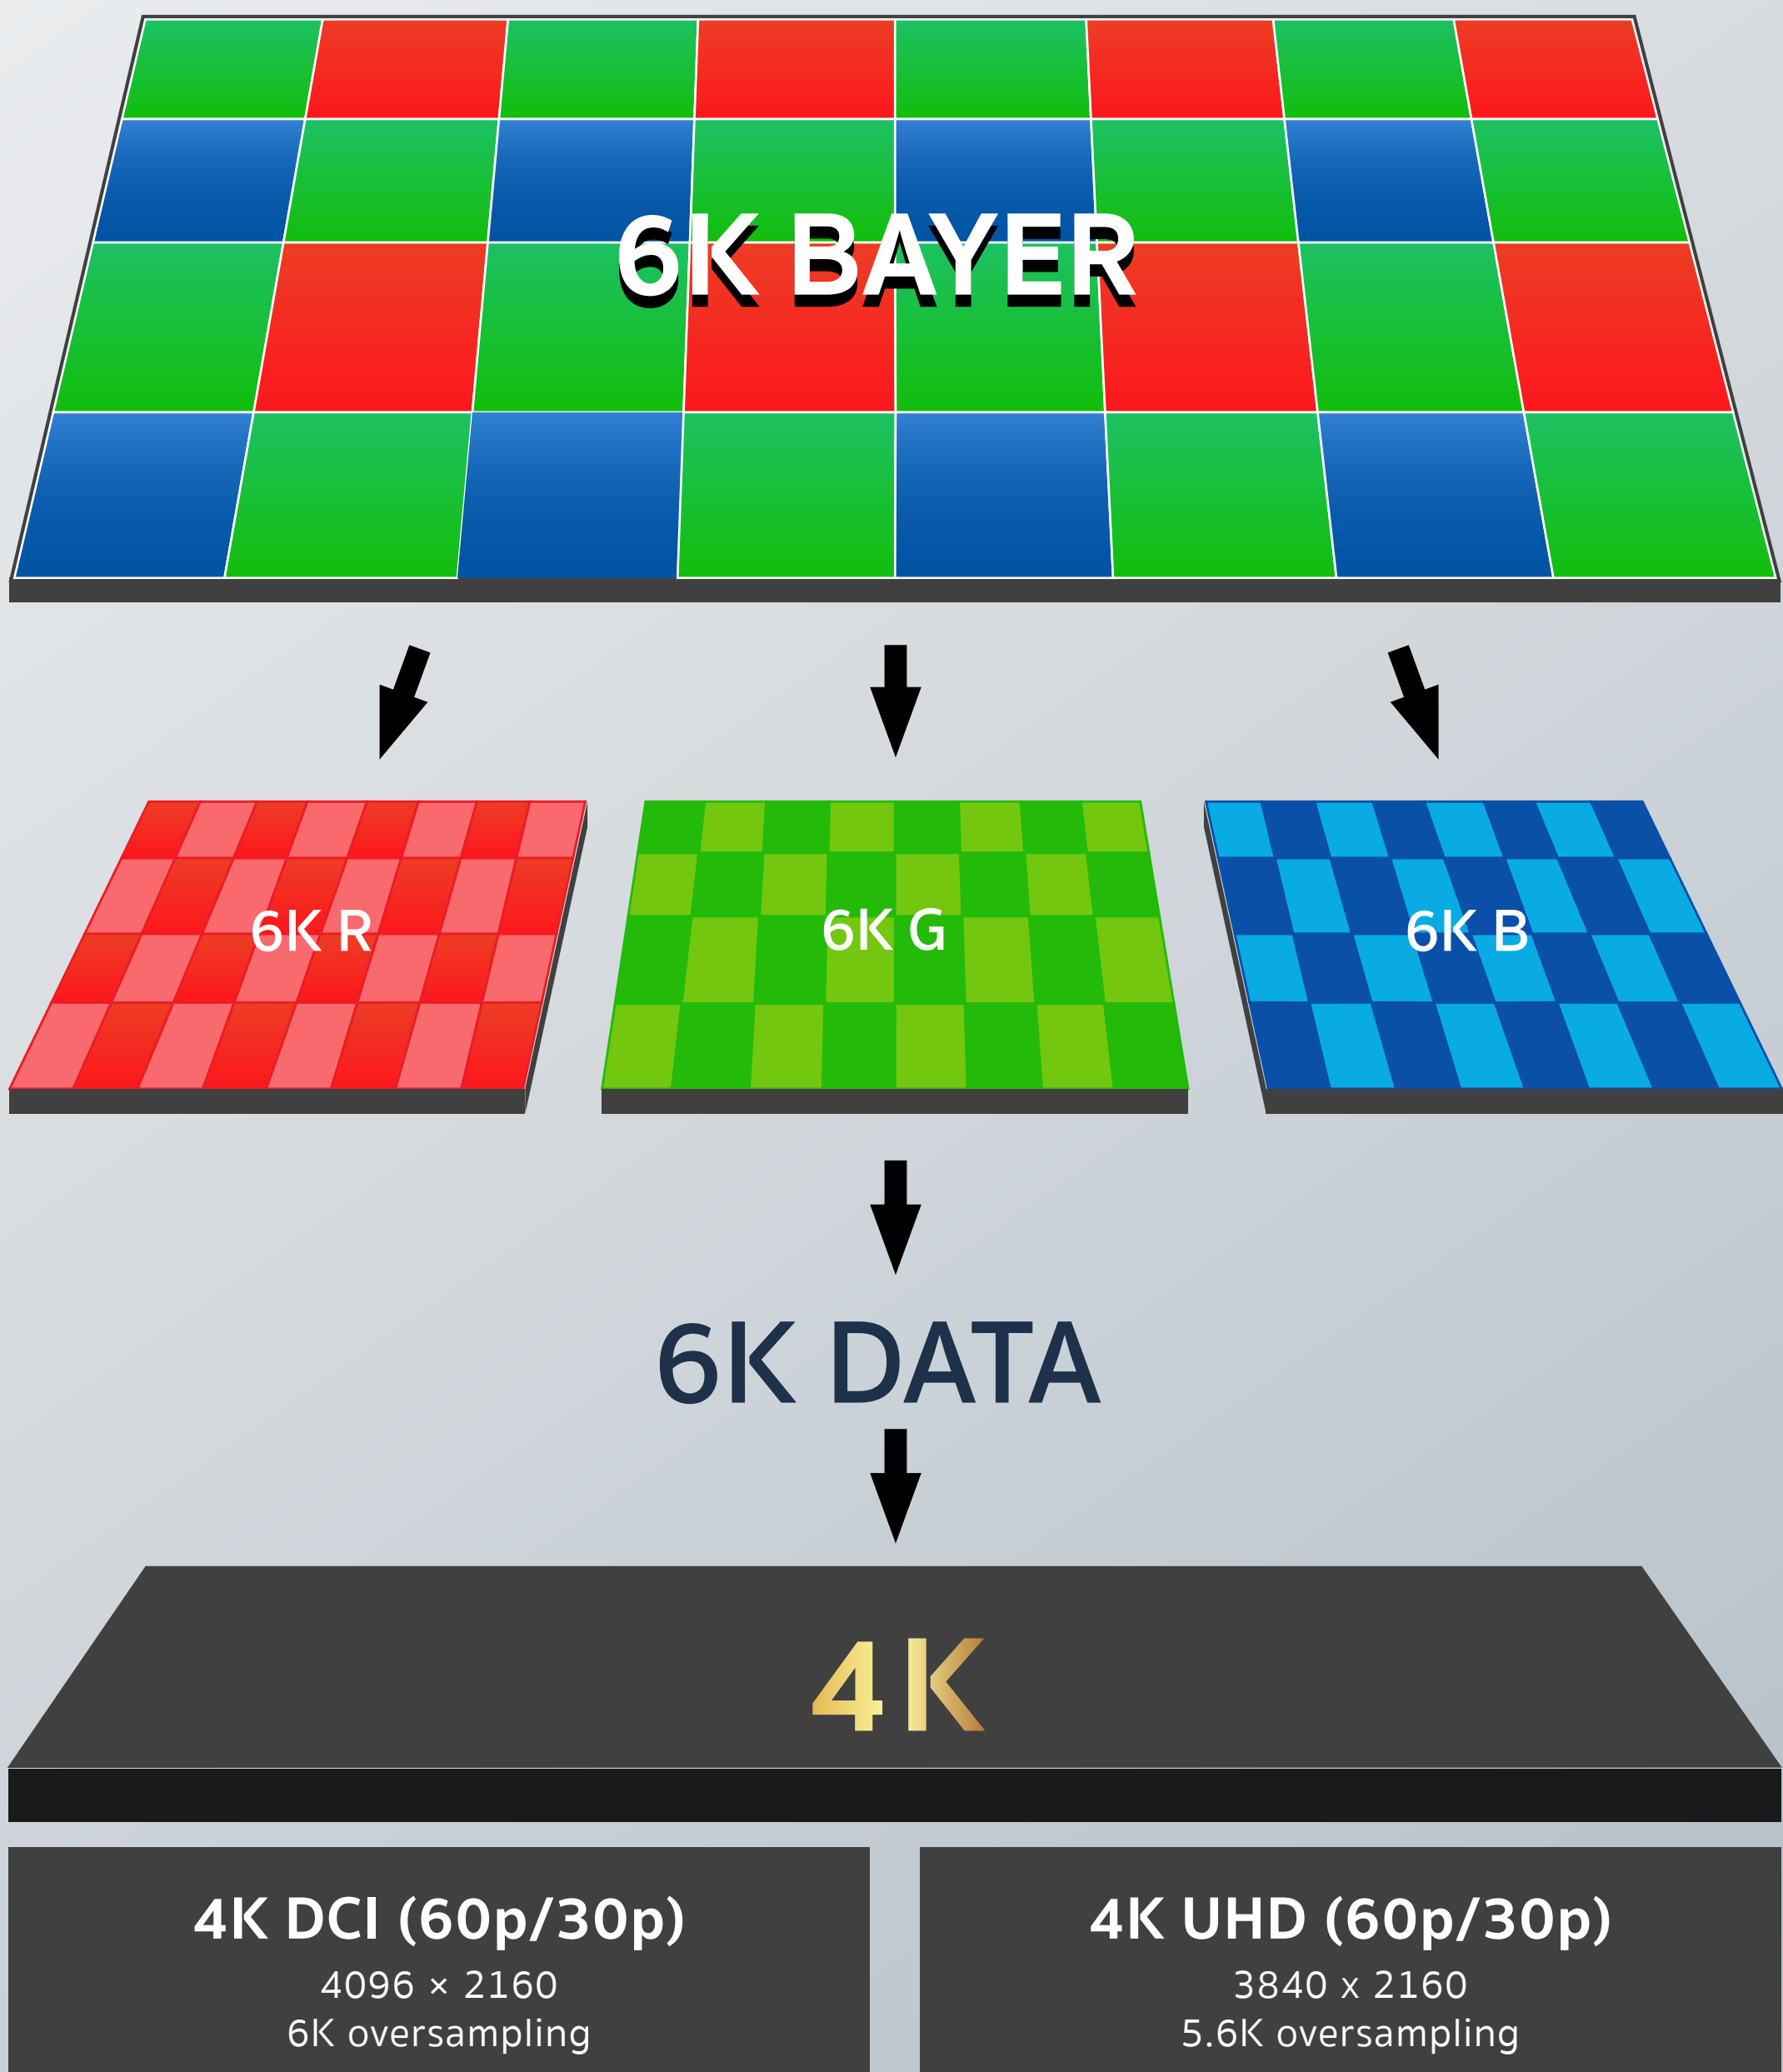 6K BAYER
6K R
6K G
6K B
6K DATA
4K
4K DCI (60p/30p)
4096 × 2160
6K oversampling
4K UHD (60p/30p)
3840 x 2160
5.6K oversampling